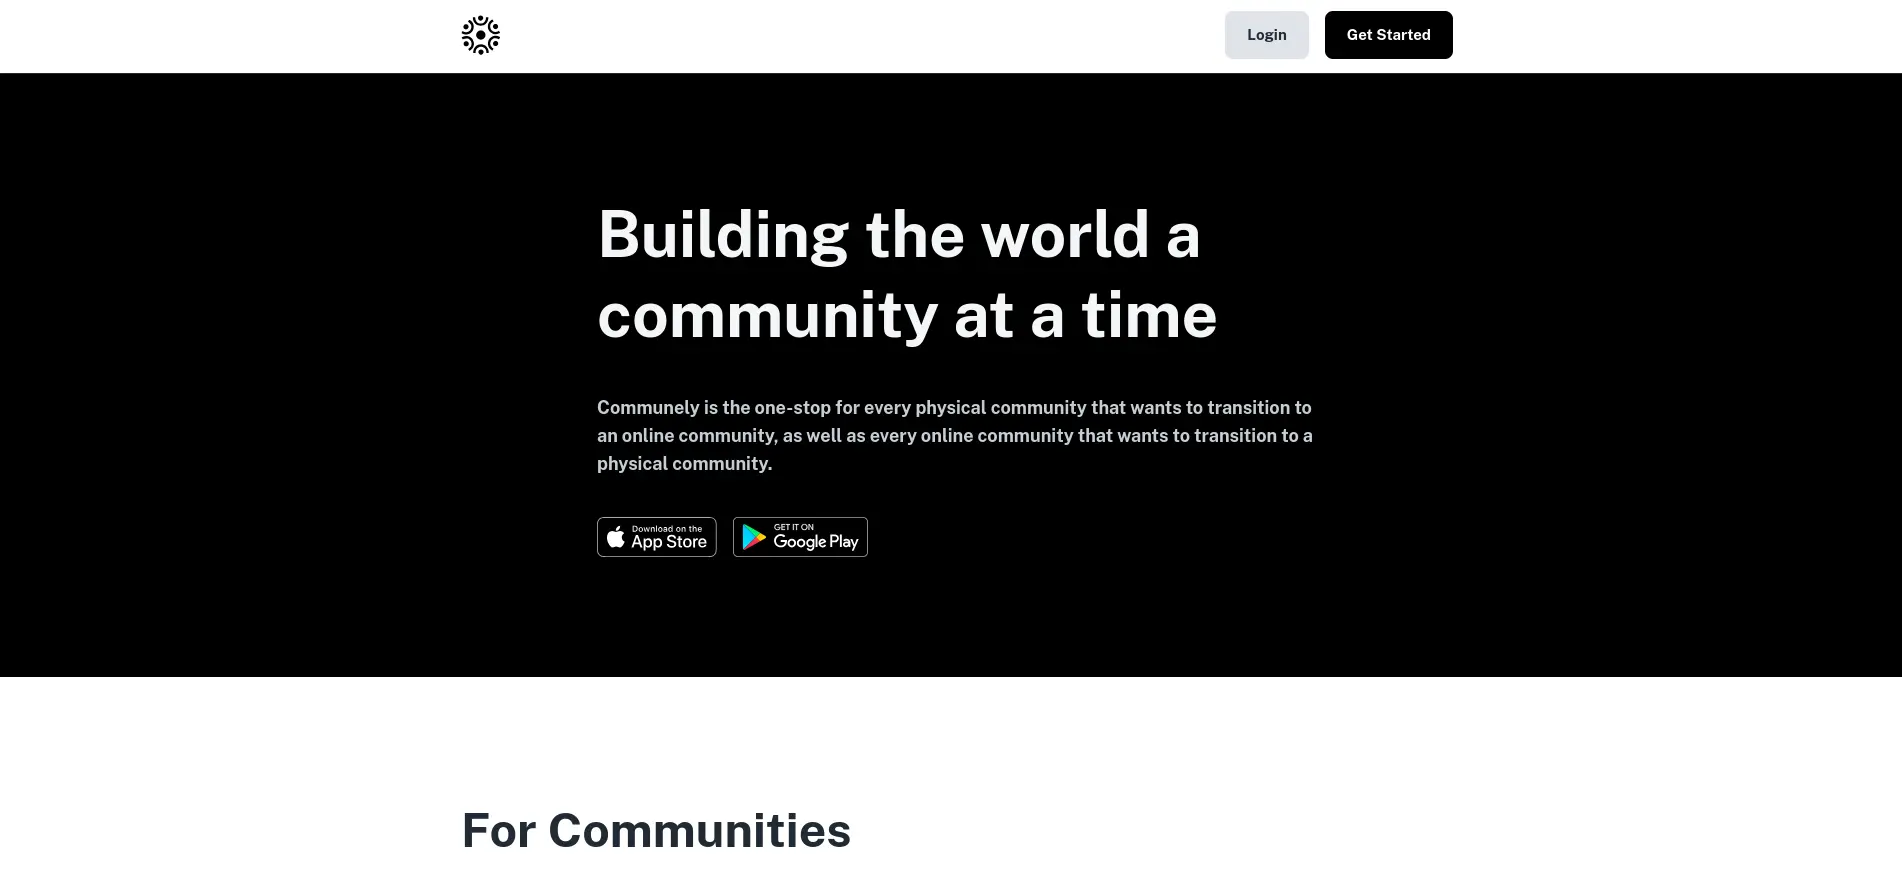 Login
Get Started
Building the world a
community at a time
Communely is the one-stop for every physical community that wants to transition to
an online community, as well as every online community that wants to transition to a
physical community.
Download on the
App Store
GET IT ON
Google Play
For Communities